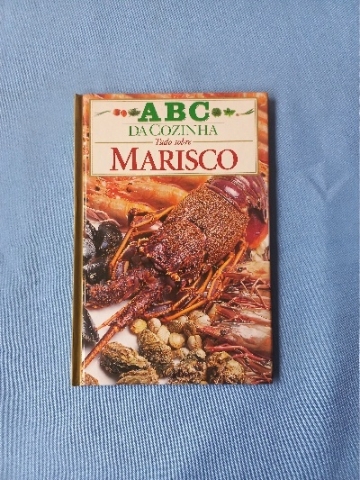 ABC
DA COZINHA
Tudo sobre
MARISCO